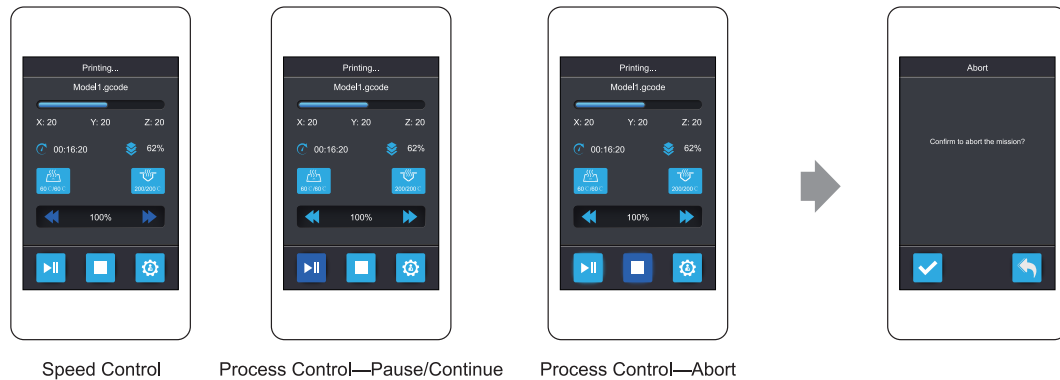 Printing...
Model1.gcode
X: 20 Y: 20 Z: 20
00:16:20 62%
60℃/60℃ 200/200℃
100%
Speed Control
Printing...
Model1.gcode
X: 20 Y: 20 Z: 20
00:16:20 62%
60℃/60℃ 200/200℃
100%
Process Control—Pause/Continue
Printing...
Model1.gcode
X: 20 Y: 20 Z: 20
00:16:20 62%
60℃/60℃ 200/200℃
100%
Process Control—Abort
Abort
Confirm to abort the mission?